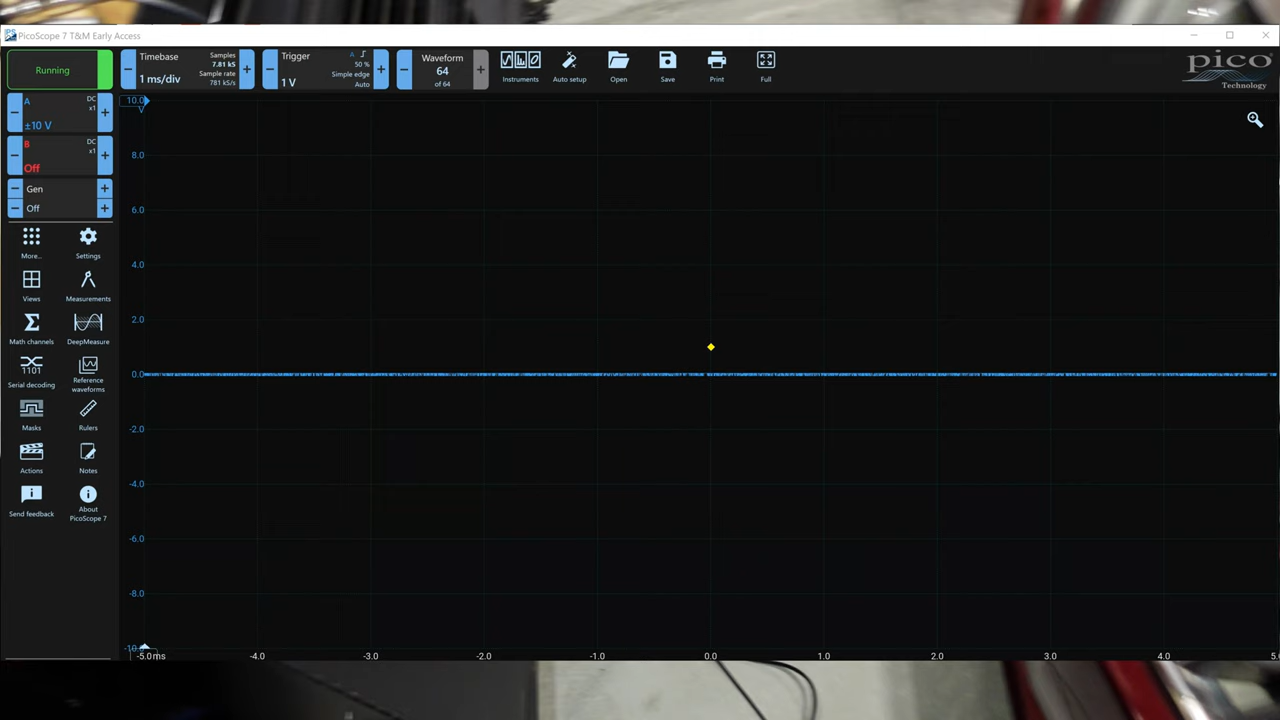 PicoScope 7 T&M Early Access
Running
Timebase
1 ms/div
Samples
7.81 kS
Sample rate
781 kS/s
Trigger
1 V
A
50 %
Simple edge
Auto
Waveform
64
of 64
Instruments
Auto setup
Open
Save
Print
Full
pico
Technology
A
DC
x1
±10 V
B
DC
x1
Off
Gen
Off
More...
Settings
Views
Measurements
Math channels
DeepMeasure
1101
Serial decoding
Reference
waveforms
Masks
Rulers
Actions
Notes
Send feedback
About
PicoScope 7
10.0
V
8.0
6.0
4.0
2.0
0.0
-2.0
-4.0
-6.0
-8.0
-10.0
-5.0 ms
-4.0
-3.0
-2.0
-1.0
0.0
1.0
2.0
3.0
4.0
5.0